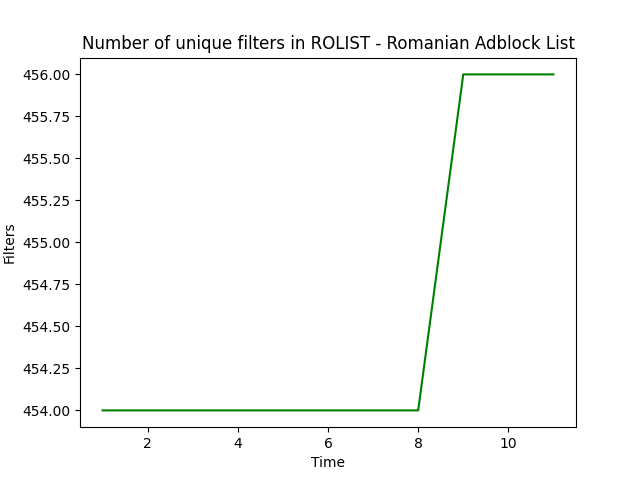 Number of unique filters in ROLIST - Romanian Adblock List
456.00
455.75
455.50
455.25
455.00
454.75
454.50
454.25
454.00
Filters
2 4 6 8 10
Time